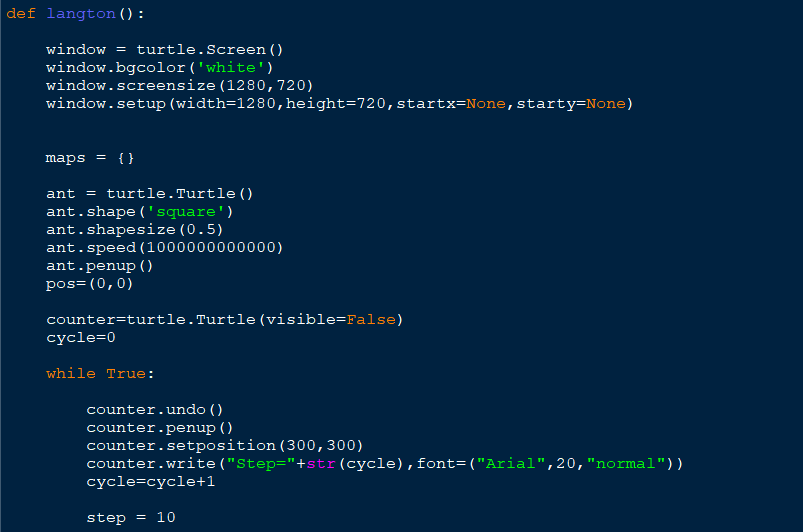 def langton():
window = turtle.Screen()
window.bgcolor('white')
window.screensize(1280,720)
window.setup(width=1280,height=720,startx=None,starty=None)
maps = {}
ant = turtle.Turtle()
ant.shape('square')
ant.shapesize(0.5)
ant.speed(1000000000000)
ant.penup()
pos=(0,0)
counter=turtle.Turtle(visible=False)
cycle=0
while True:
counter.undo()
counter.penup()
counter.setposition(300,300)
counter.write("Step="+str(cycle),font=("Arial",20,"normal"))
cycle=cycle+1
step = 10